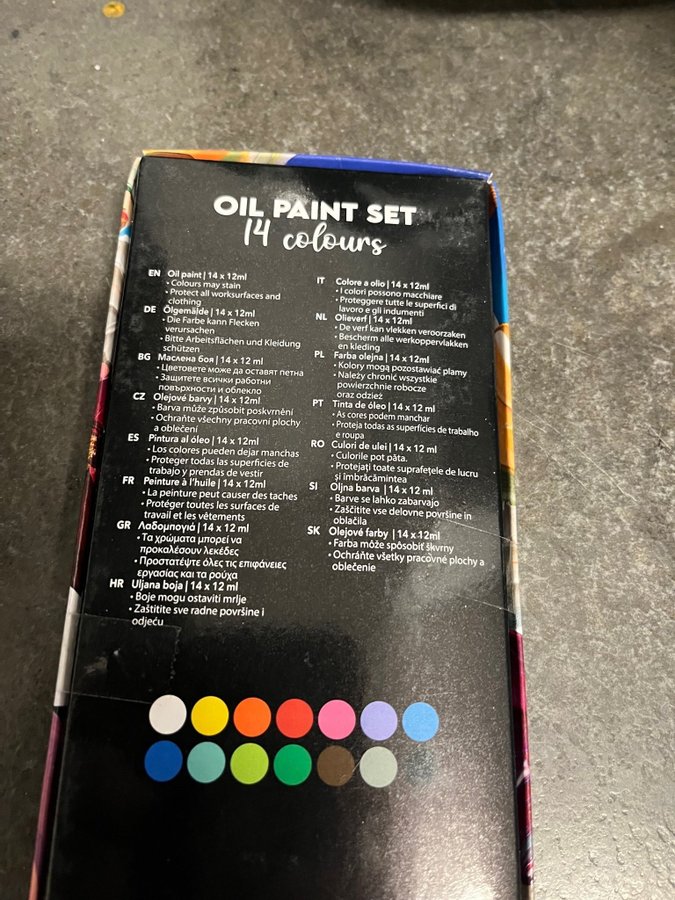 OIL PAINT SET
14 colours
EN Oil paint | 14 x 12ml
• Colours may stain
• Protect all worksurfaces and
clothing
DE Ölgemälde | 14 x 12ml
• Die Farbe kann Flecken
verursachen
• Bitte Arbeitsflächen und Kleidung
schützen
BG Маслена боя | 14 x 12 ml
• Цветовете може да оставят петна
• Защитете всички работни
повърхности и облекло
CZ Olejové barvy | 14 x 12ml
• Barva může způsobit poskvrnění
• Ochraňte všechny pracovní plochy
a oblečení
ES Pintura al óleo | 14 x 12ml
• Los colores pueden dejar manchas
• Proteger todas las superficies de
trabajo y prendas de vestir
FR Peinture à l'huile | 14 x 12ml
• La peinture peut causer des taches
• Protéger toutes les surfaces de
travail et les vêtements
GR Λαδομπογιά | 14 x 12 ml
• Τα χρώματα μπορεί να
προκαλέσουν λεκέδες
• Προστατέψτε όλες τις επιφάνειες
εργασίας και τα ρούχα
HR Uljana boja | 14 x 12 ml
• Boje mogu ostaviti mrlje
• Zaštitite sve radne površine i
odjeću
IT Colore a olio | 14 x 12ml
• I colori possono macchiare
• Proteggere tutte le superfici di
lavoro e gli indumenti
NL Olieverf | 14 x 12ml
• De verf kan vlekken veroorzaken
• Bescherm alle werkoppervlakken
en kleding
PL Farba olejna | 14 x 12ml
• Kolory mogą pozostawiać plamy
• Należy chronić wszystkie
powierzchnie robocze
oraz odzież
PT Tinta de óleo | 14 x 12 ml
• As cores podem manchar
• Proteja todas as superfícies de trabalho
e roupa
RO Culori de ulei | 14 x 12 ml
• Culorile pot păta.
• Protejați toate suprafețele de lucru
și îmbrăcămintea
SI Oljna barva | 14 x 12 ml
• Barve se lahko zabarvajo
• Zaščitite vse delovne površine in
oblačila
SK Olejové farby | 14 x 12ml
• Farba môže spôsobiť škvrny
• Ochráňte všetky pracovné plochy a
oblečenie